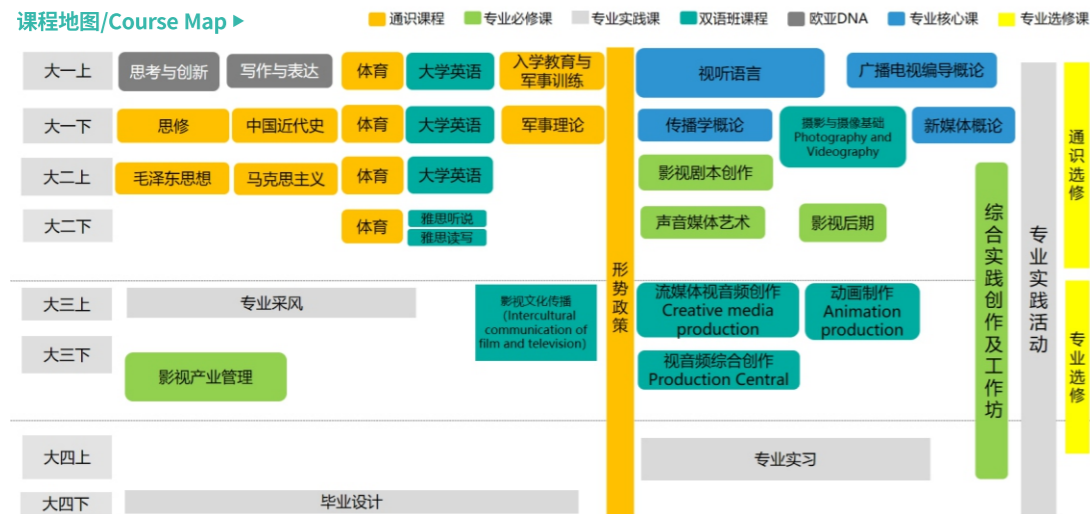 课程地图/Course Map
通识课程
专业必修课
专业实践课
双语班课程
欧亚DNA
专业核心课
专业选修课
大一上
思考与创新
写作与表达
体育
大学英语
入学教育与
军事训练
视听语言
广播电视编导概论
大一下
思修
中国近代史
体育
大学英语
军事理论
传播学概论
摄影与摄像基础
Photography and
Videography
新媒体概论
大二上
毛泽东思想
马克思主义
体育
大学英语
影视剧本创作
大二下
体育
雅思听说
雅思读写
声音媒体艺术
影视后期
形势政策
综合实践创作及工作坊
专业实践活动
通识选修
大三上
专业采风
影视文化传播
（Intercultural
communication of
film and television）
流媒体视音频创作
Creative media
production
动画制作
Animation
production
大三下
影视产业管理
视音频综合创作
Production Central
专业选修
大四上
专业实习
大四下
毕业设计